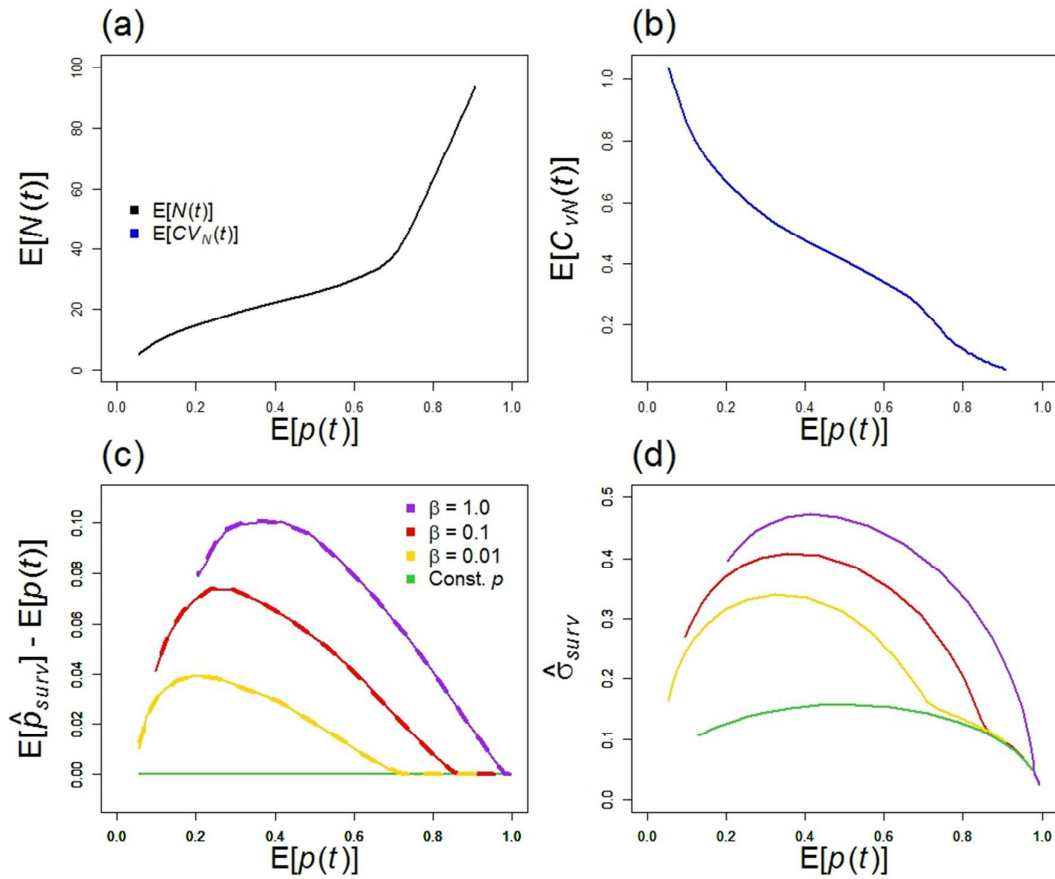 (a)
E[N(t)]
100
80
60
40
20
0
E[N(t)]
E[CV_N(t)]
0.0 0.2 0.4 0.6 0.8 1.0
E[p(t)]
(b)
E[C_{vN}(t)]
1.0
0.8
0.6
0.4
0.2
0.0 0.2 0.4 0.6 0.8 1.0
E[p(t)]
(c)
E[p̂_{surv}] - E[p(t)]
0.10
0.08
0.06
0.04
0.02
0.00
β = 1.0
β = 0.1
β = 0.01
Const. p
0.0 0.2 0.4 0.6 0.8 1.0
E[p(t)]
(d)
σ̂_{surv}
0.5
0.4
0.3
0.2
0.1
0.0
0.0 0.2 0.4 0.6 0.8 1.0
E[p(t)]